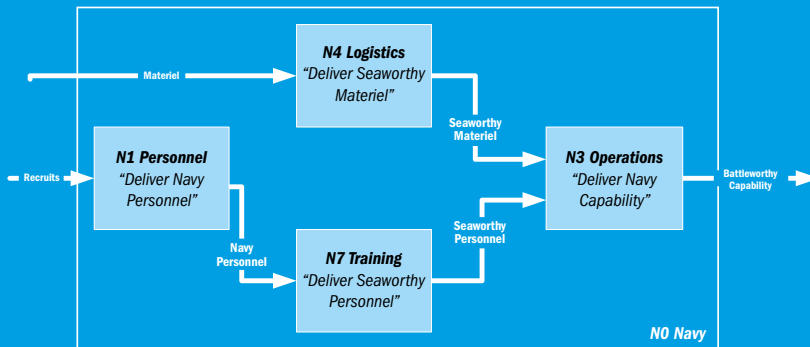 N4 Logistics
“Deliver Seaworthy
Materiel”
Materiel
Seaworthy
Materiel
N1 Personnel
“Deliver Navy
Personnel”
Recruits
N3 Operations
“Deliver Navy
Capability”
Battleworthy
Capability
Navy
Personnel
Seaworthy
Personnel
N7 Training
“Deliver Seaworthy
Personnel”
N0 Navy